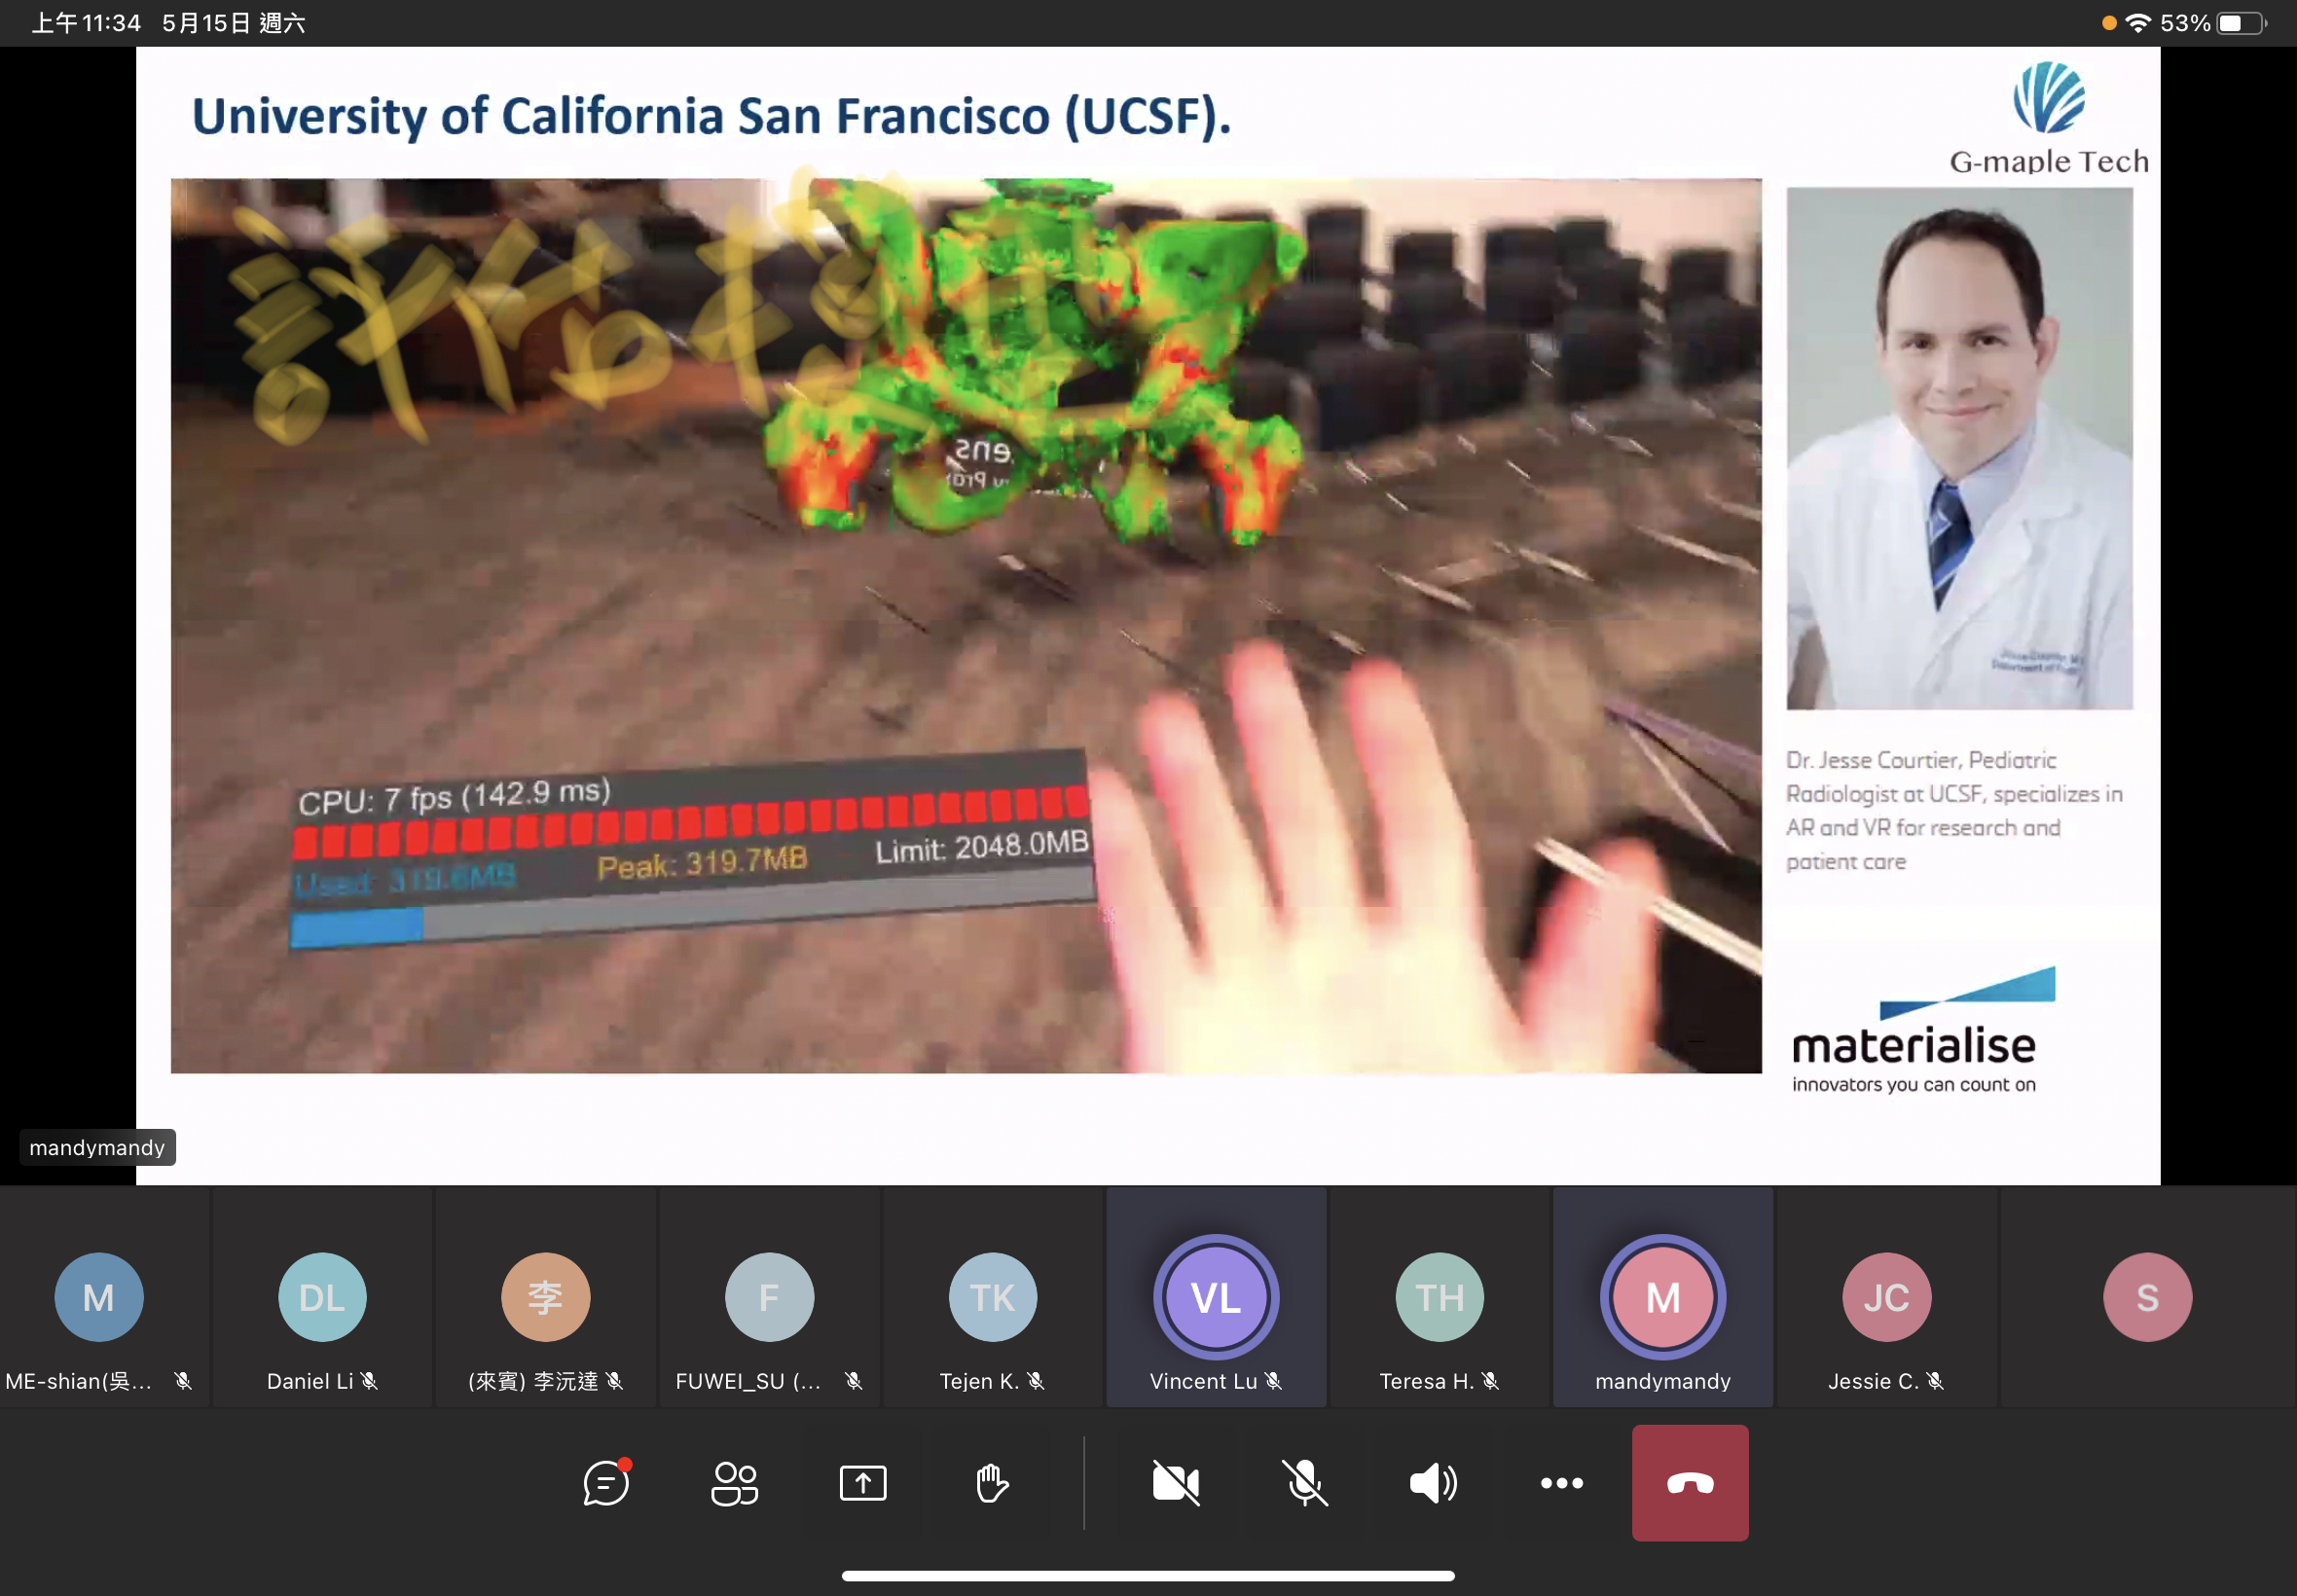 上午11:34 5月15日 週六
53%
University of California San Francisco (UCSF).
G-maple Tech
CPU: 7 fps (142.9 ms)
Used: 319.6MB Peak: 319.7MB Limit: 2048.0MB
Dr. Jesse Courtier, Pediatric
Radiologist at UCSF, specializes in
AR and VR for research and
patient care
materialise
innovators you can count on
mandymandy
M DL 李 F TK VL TH M JC S
ME-shian(吳... Daniel Li (來賓) 李沅達 FUWEI_SU (... Tejen K. Vincent Lu Teresa H. mandymandy Jessie C.